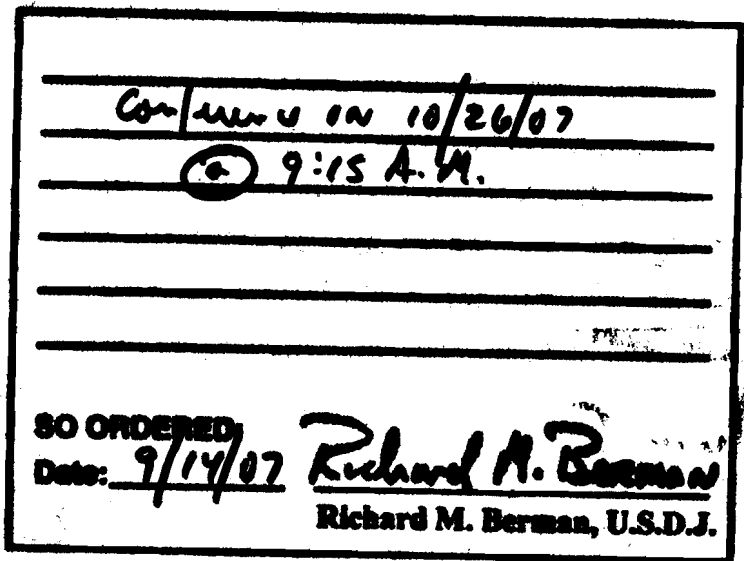 Conference on 10/26/07
@ 9:15 A.M.
SO ORDERED:
Date: 9/14/07 Richard M. Berman
Richard M. Berman, U.S.D.J.